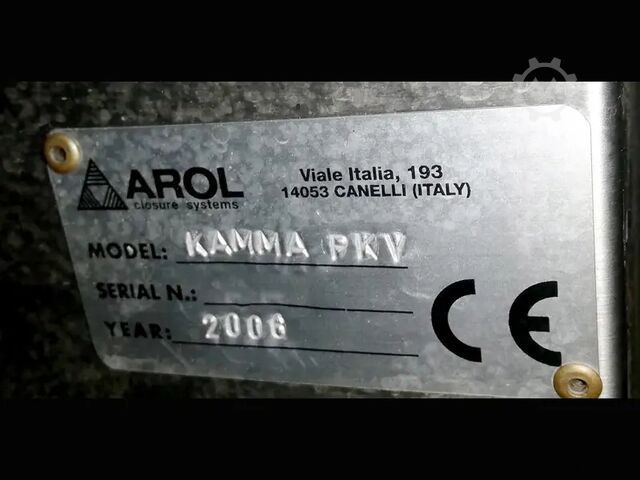 AROL
closure systems
Viale Italia, 193
14053 CANELLI (ITALY)
MODEL: KAMMA PKV
SERIAL N.:
YEAR: 2006
CE